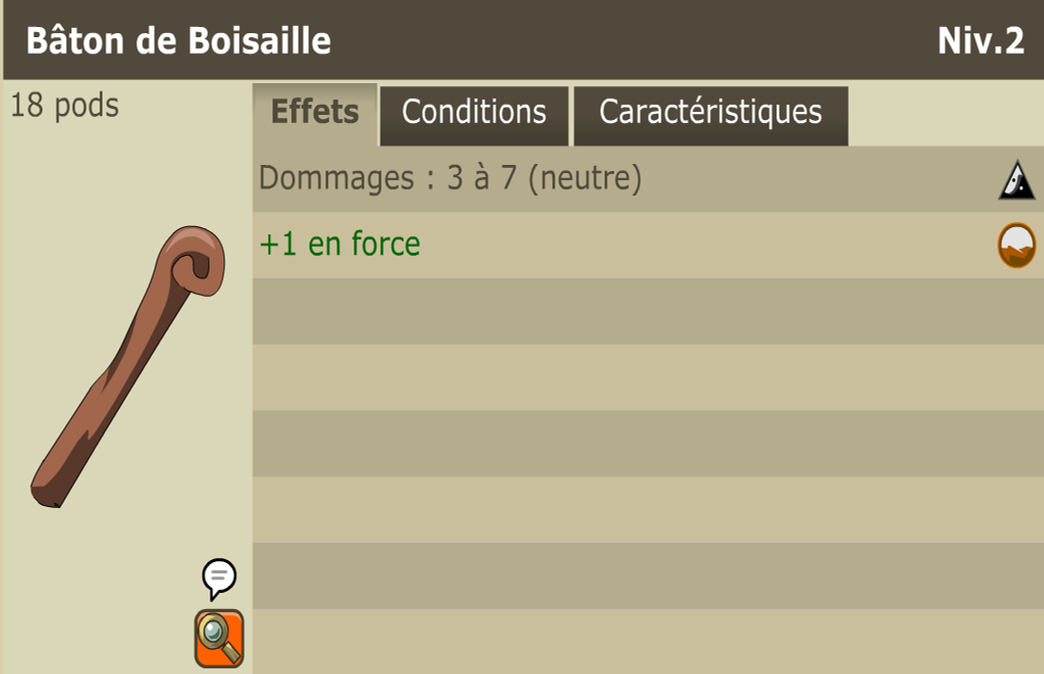 Bâton de Boisaille
Niv.2
18 pods
Effets
Conditions
Caractéristiques
Dommages : 3 à 7 (neutre)
+1 en force